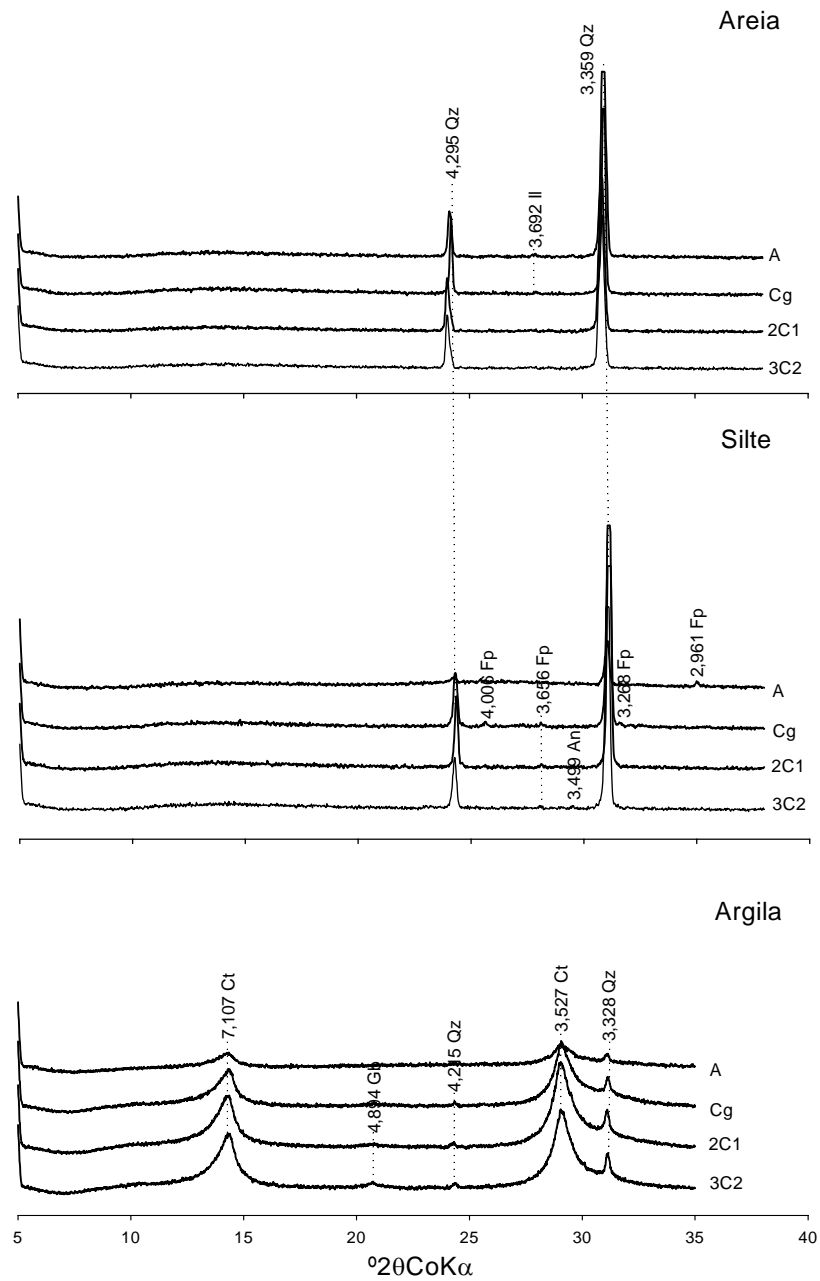 Areia
3,359 Qz
4,295 Qz
3,692 Il
A
Cg
2C1
3C2
Silte
2,961 Fp
4,006 Fp
3,656 Fp
3,268 Fp
3,499 An
A
Cg
2C1
3C2
Argila
7,107 Ct
4,894 Gb
4,215 Qz
3,527 Ct
3,328 Qz
A
Cg
2C1
3C2
5
10
15
20
25
30
35
40
º2θCoKα